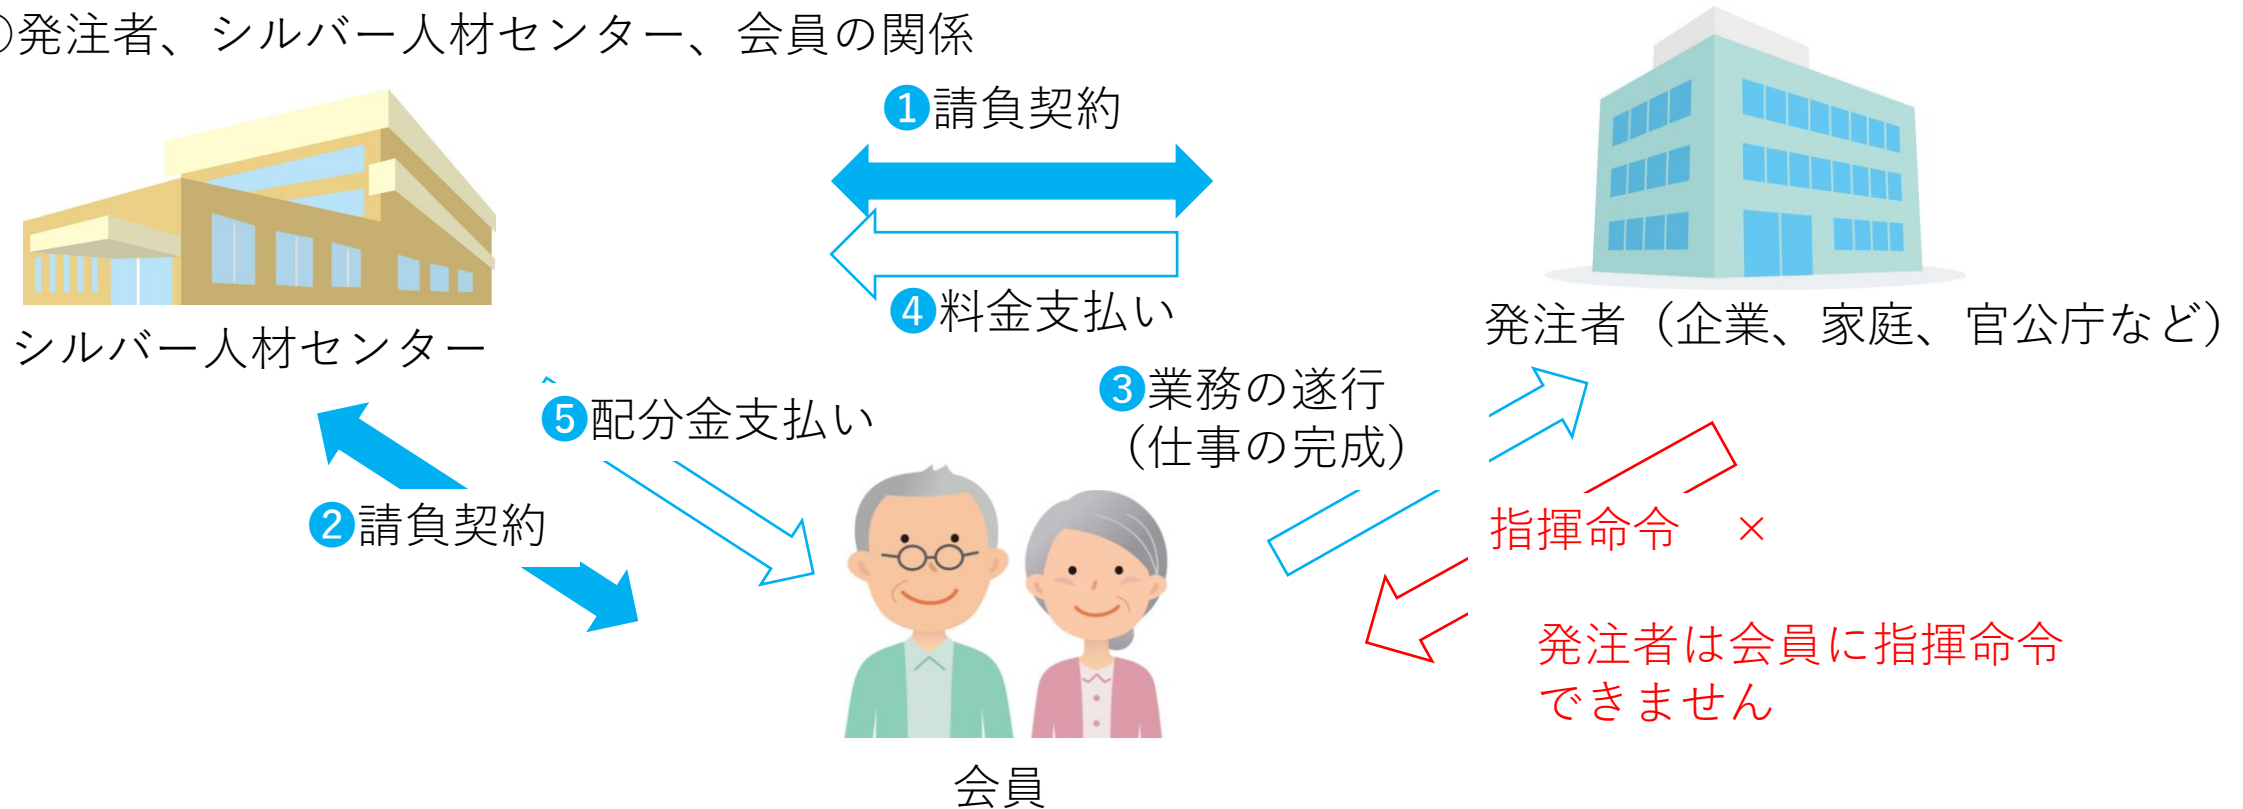 発注者、シルバー人材センター、会員の関係
❶請負契約
❹料金支払い
シルバー人材センター
発注者（企業、家庭、官公庁など）
❺配分金支払い
❸業務の遂行
（仕事の完成）
❷請負契約
指揮命令　×
発注者は会員に指揮命令
できません
会員